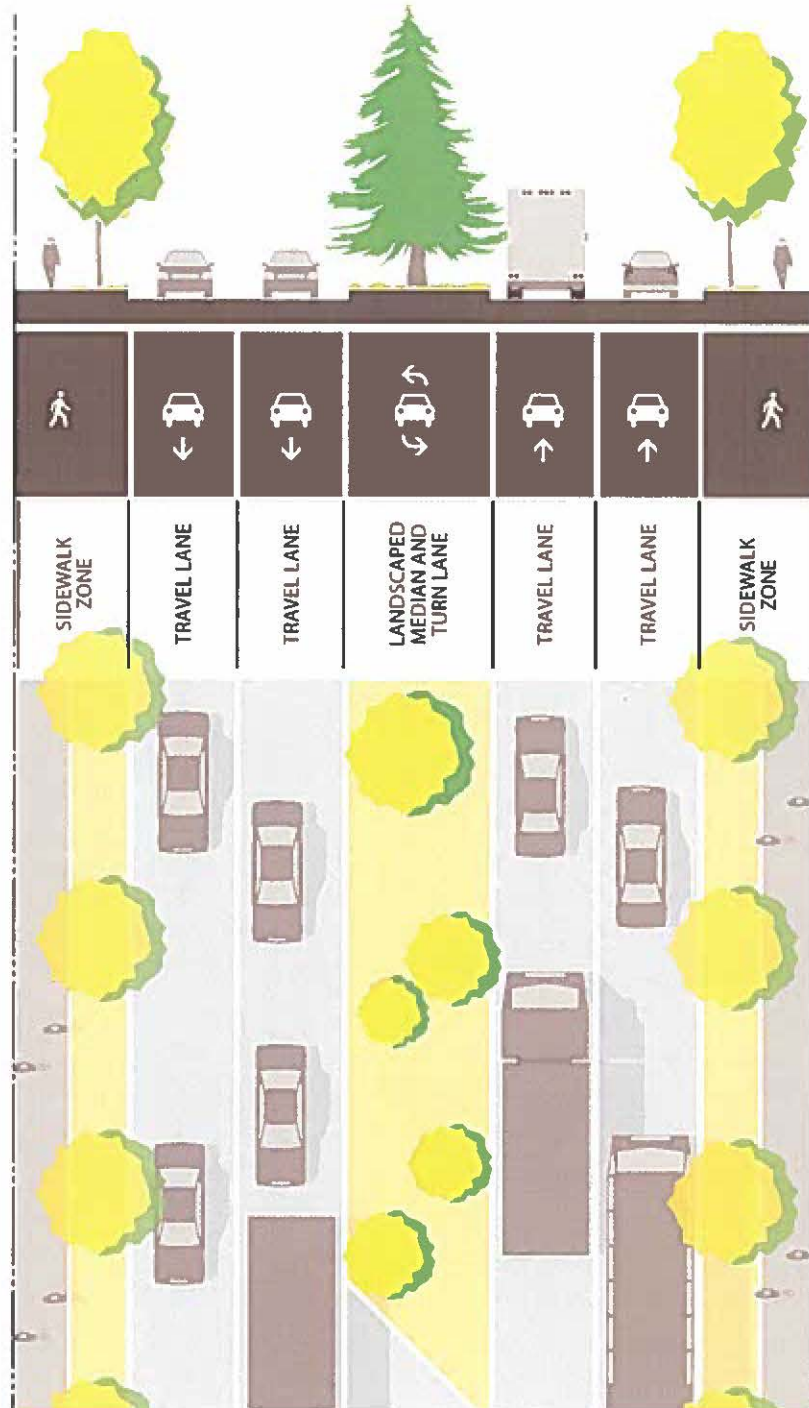 SIDEWALK
ZONE
TRAVEL LANE
TRAVEL LANE
LANDSCAPED
MEDIAN AND
TURN LANE
TRAVEL LANE
TRAVEL LANE
SIDEWALK
ZONE